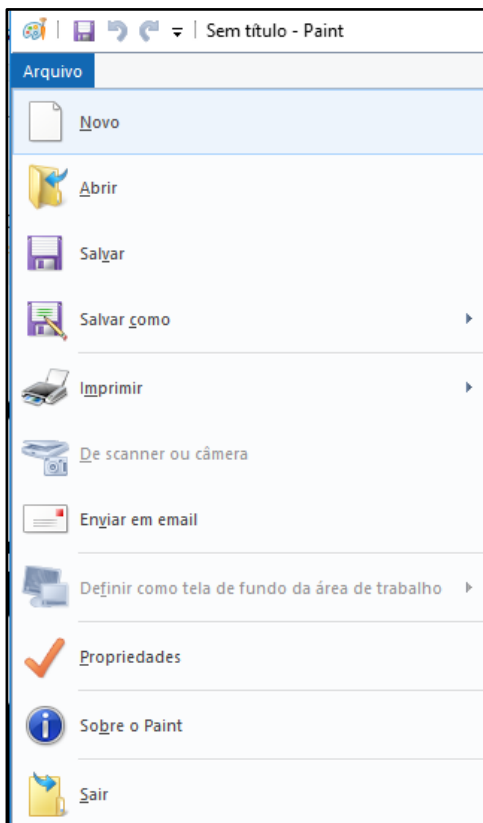 Sem título - Paint
Arquivo
Novo
Abrir
Salvar
Salvar como
Imprimir
De scanner ou câmera
Enviar em email
Definir como tela de fundo da área de trabalho
Propriedades
Sobre o Paint
Sair